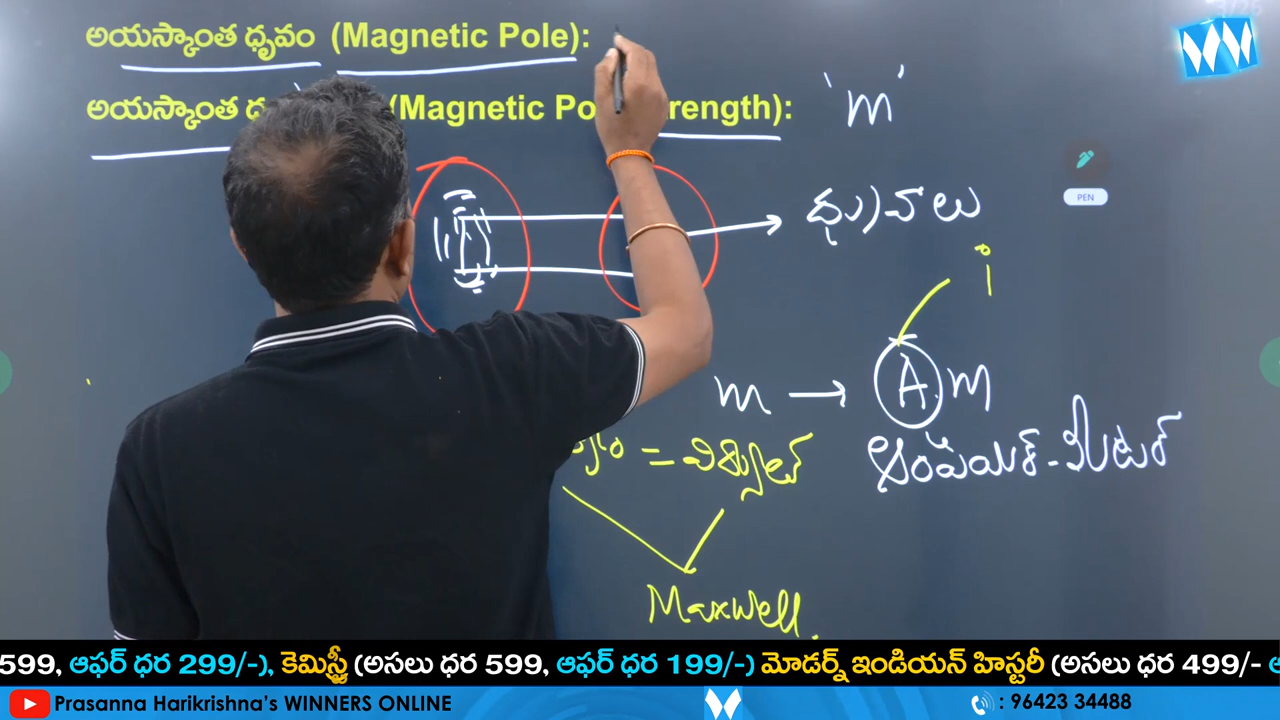 అయస్కాంత ధృవం (Magnetic Pole):
అయస్కాంత (Magnetic Po rength): 'm'
PEN
ధ్రువాలు
i
m → A.m
= విద్యుత్ ఆంపియర్-మీటర్
Maxwell.
599, ఆఫర్ ధర 299/-), కెమిస్ట్రీ (అసలు ధర 599, ఆఫర్ ధర 199/-) మోడర్న్ ఇండియన్ హిస్టరీ (అసలు ధర 499/-
Prasanna Harikrishna's WINNERS ONLINE : 96423 34488